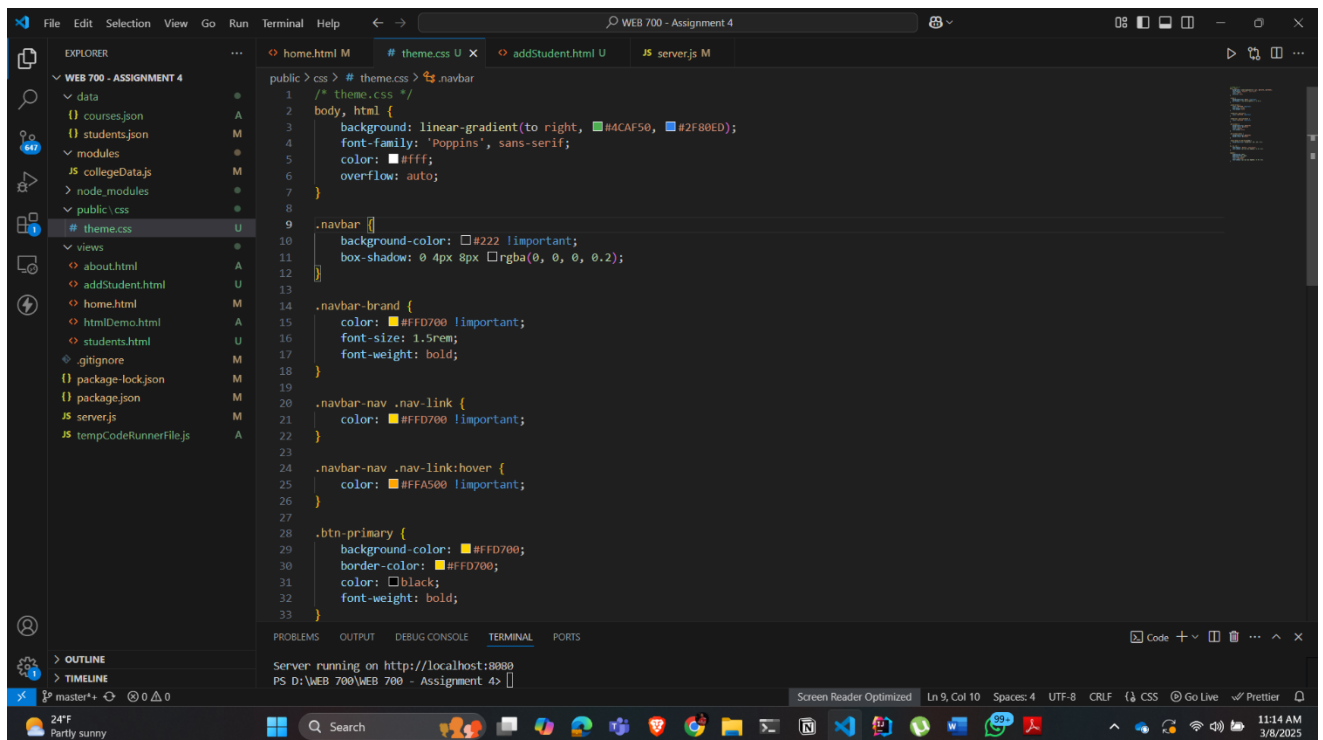 File Edit Selection View Go Run Terminal Help
WEB 700 - Assignment 4
EXPLORER
WEB 700 - ASSIGNMENT 4
data
{} courses.json A
{} students.json M
modules
JS collegeData.js M
node_modules
public\css
# theme.css U
views
<> about.html A
<> addStudent.html U
<> home.html M
<> htmlDemo.html A
<> students.html U
.gitignore M
{} package-lock.json M
{} package.json M
JS server.js M
JS tempCodeRunnerFile.js A
OUTLINE
TIMELINE
647
1
1
<> home.html M # theme.css U <> addStudent.html U JS server.js M
public > css > # theme.css > .navbar
1 /* theme.css */
2 body, html {
3 background: linear-gradient(to right, #4CAF50, #2F80ED);
4 font-family: 'Poppins', sans-serif;
5 color: #fff;
6 overflow: auto;
7 }
8
9 .navbar {
10 background-color: #222 !important;
11 box-shadow: 0 4px 8px rgba(0, 0, 0, 0.2);
12 }
13
14 .navbar-brand {
15 color: #FFD700 !important;
16 font-size: 1.5rem;
17 font-weight: bold;
18 }
19
20 .navbar-nav .nav-link {
21 color: #FFD700 !important;
22 }
23
24 .navbar-nav .nav-link:hover {
25 color: #FFA500 !important;
26 }
27
28 .btn-primary {
29 background-color: #FFD700;
30 border-color: #FFD700;
31 color: black;
32 font-weight: bold;
33 }
PROBLEMS OUTPUT DEBUG CONSOLE TERMINAL PORTS
Code
Server running on http://localhost:8080
PS D:\WEB 700\WEB 700 - Assignment 4>
master*+ 0 0 Screen Reader Optimized Ln 9, Col 10 Spaces: 4 UTF-8 CRLF CSS Go Live Prettier
24°F
Partly sunny
Search
99+
11:14 AM
3/8/2025